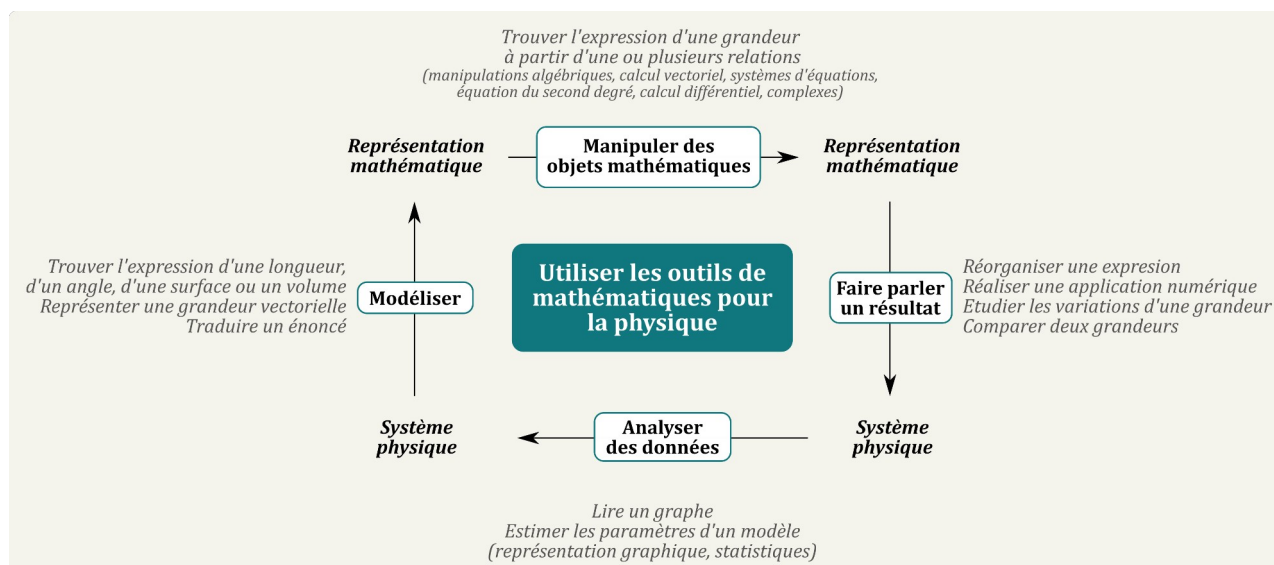 Trouver l'expression d'une grandeur
à partir d'une ou plusieurs relations
(manipulations algébriques, calcul vectoriel, systèmes d'équations,
équation du second degré, calcul différentiel, complexes)
Représentation
mathématique
Manipuler des
objets mathématiques
Représentation
mathématique
Trouver l'expression d'une longueur,
d'un angle, d'une surface ou un volume
Représenter une grandeur vectorielle
Traduire un énoncé
Modéliser
Utiliser les outils de
mathématiques pour
la physique
Faire parler
un résultat
Réorganiser une expresion
Réaliser une application numérique
Etudier les variations d'une grandeur
Comparer deux grandeurs
Système
physique
Analyser
des données
Système
physique
Lire un graphe
Estimer les paramètres d'un modèle
(représentation graphique, statistiques)